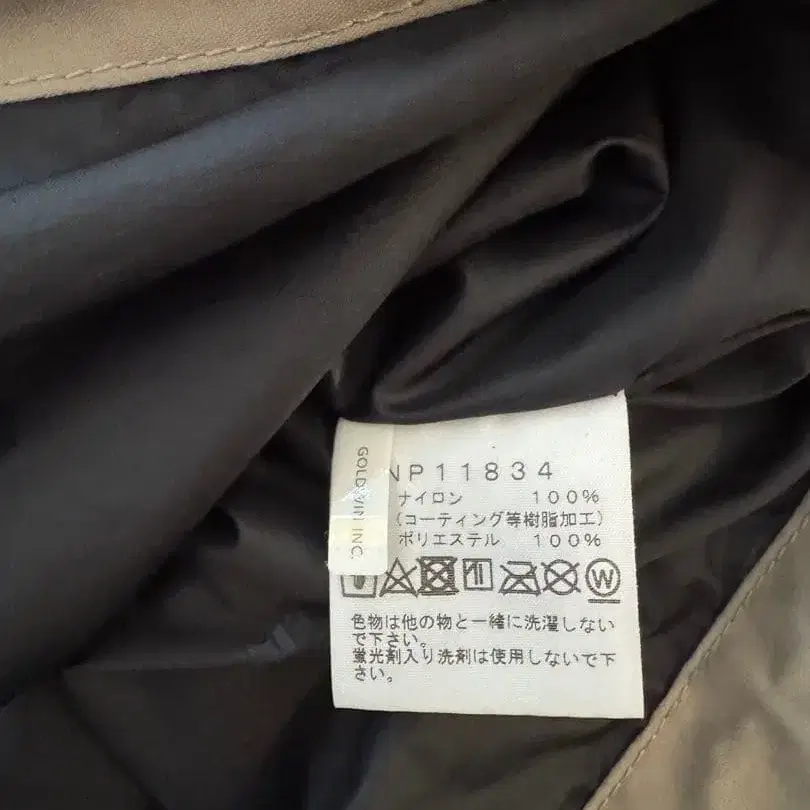 GOLDWIN INC.
NP11834
ナイロン 100%
(コーティング等樹脂加工)
ポリエステル 100%
W
色物は他の物と一緒に洗濯しない
で下さい。
蛍光剤入り洗剤は使用しないで下
さい。